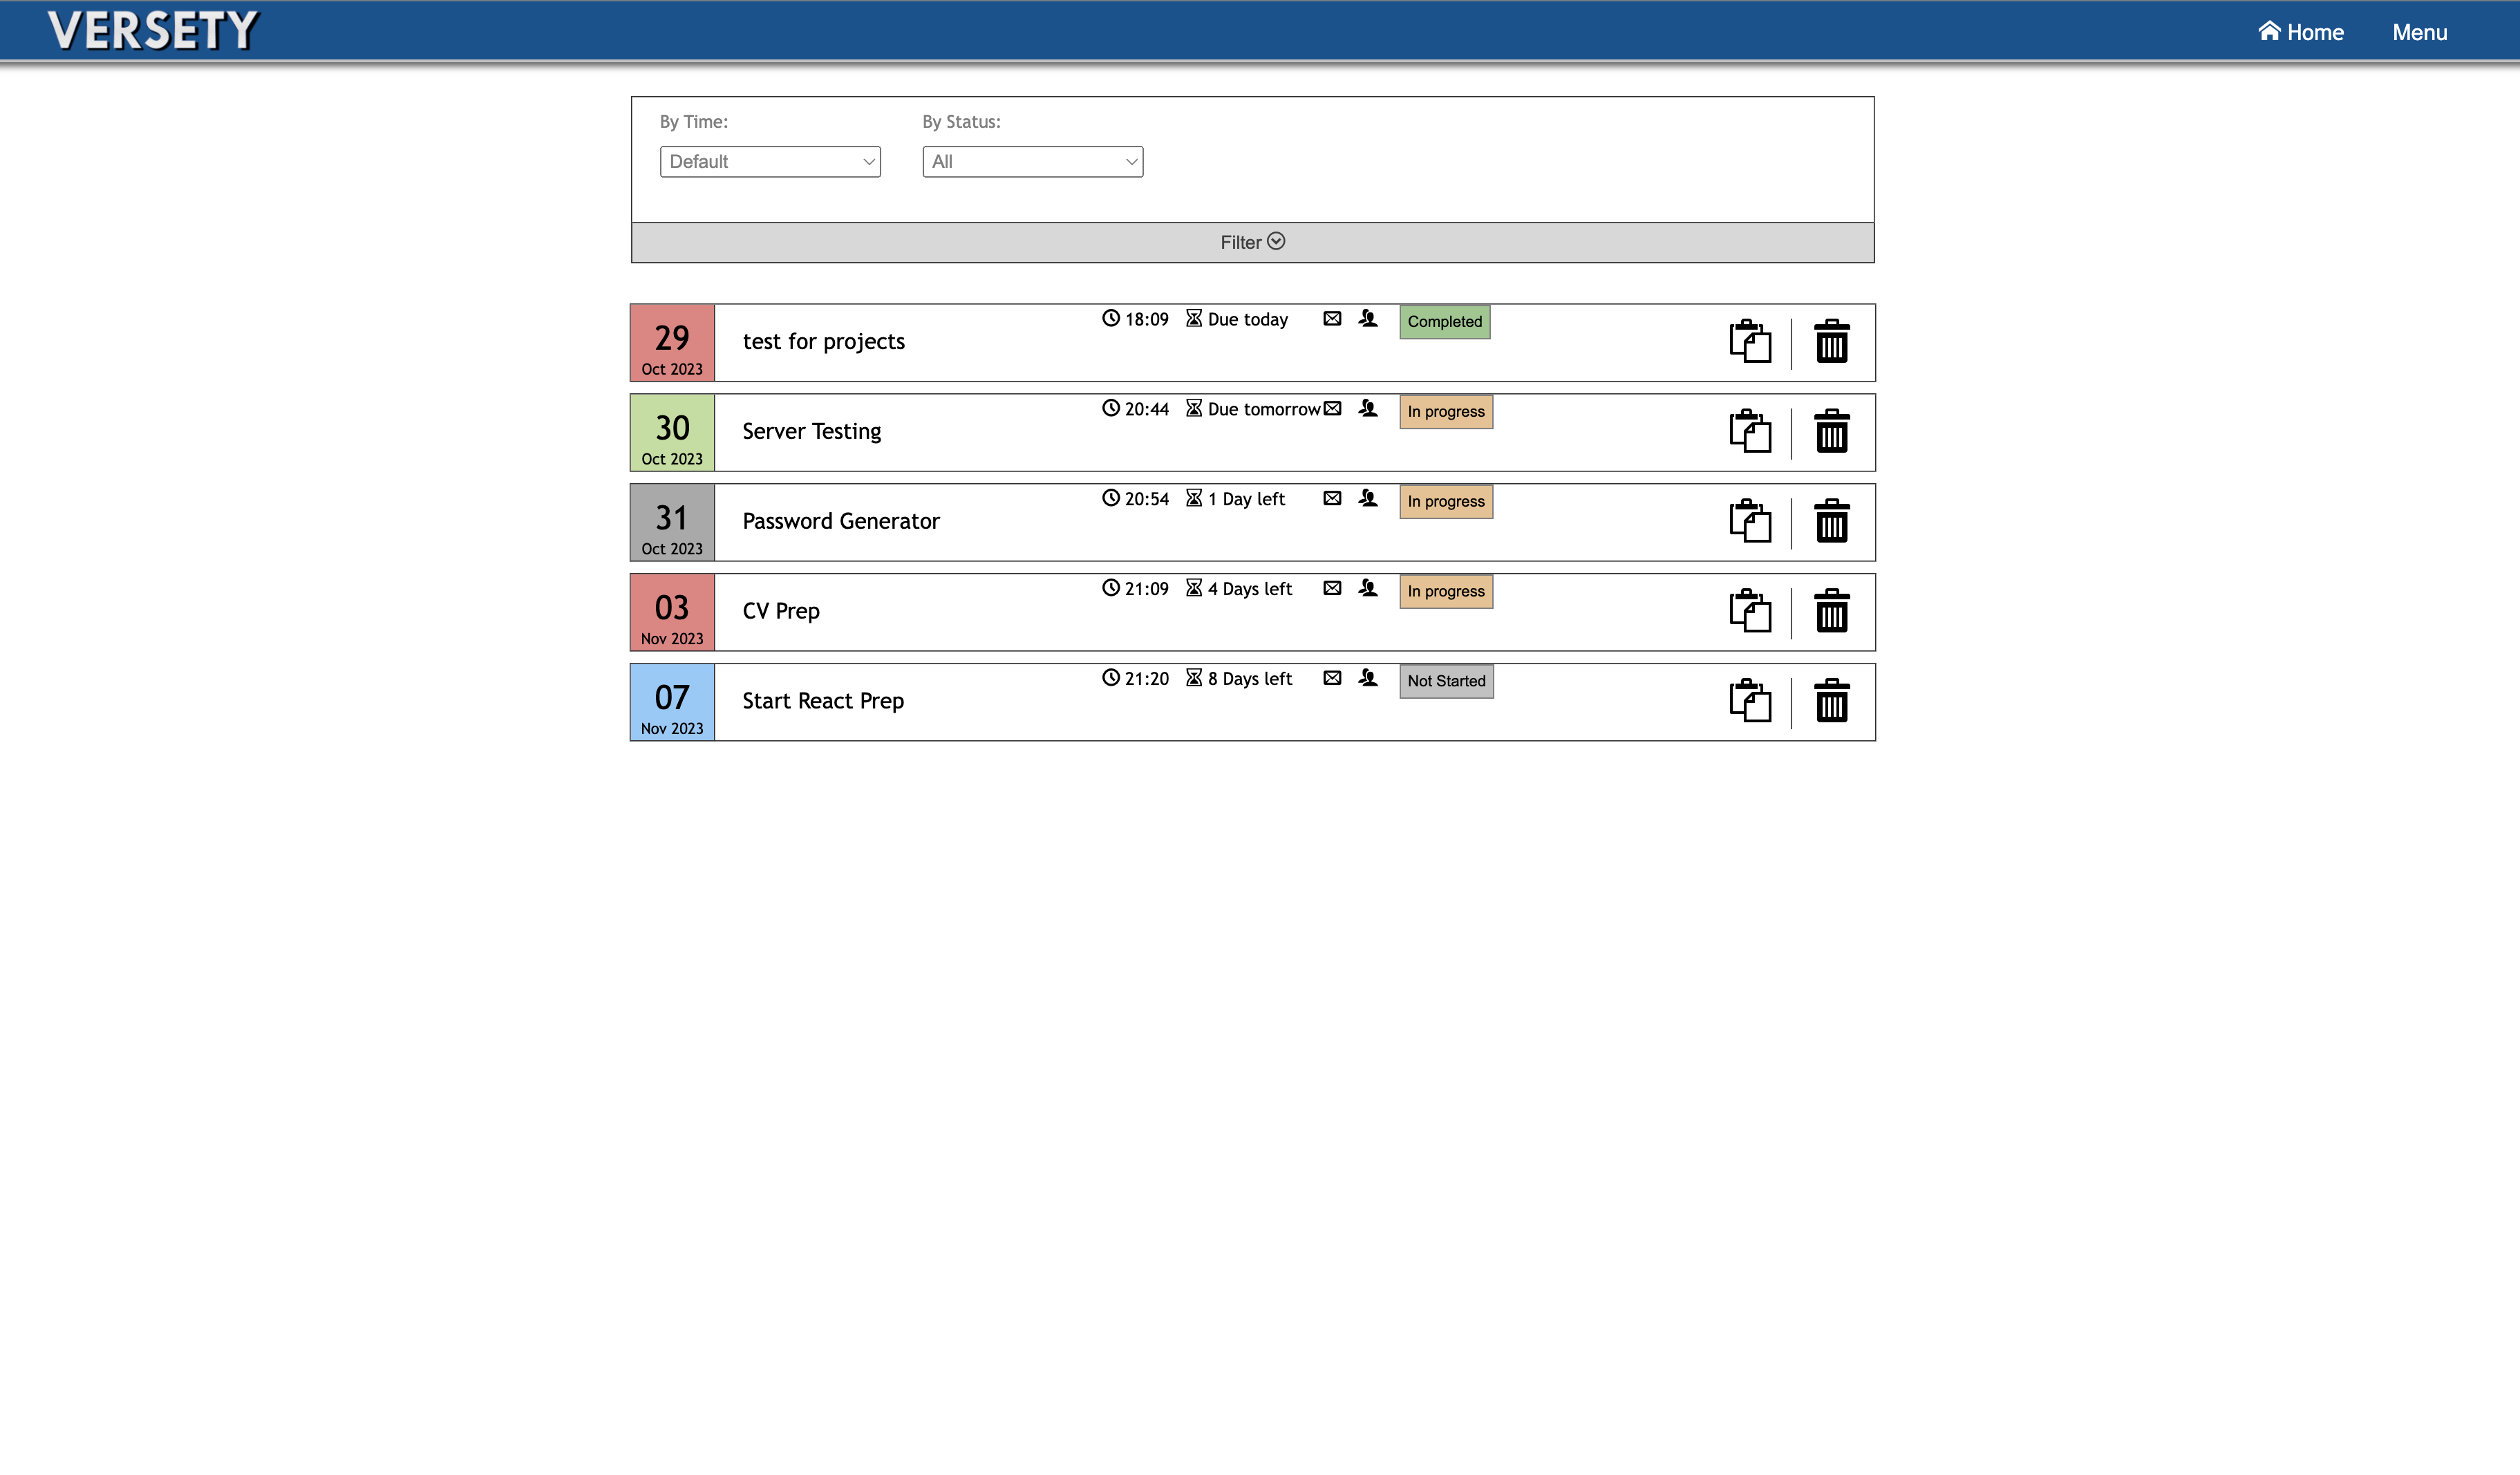 VERSETY
Home Menu
By Time: By Status:
Default All
Filter
29 Oct 2023 test for projects 18:09 Due today Completed
30 Oct 2023 Server Testing 20:44 Due tomorrow In progress
31 Oct 2023 Password Generator 20:54 1 Day left In progress
03 Nov 2023 CV Prep 21:09 4 Days left In progress
07 Nov 2023 Start React Prep 21:20 8 Days left Not Started